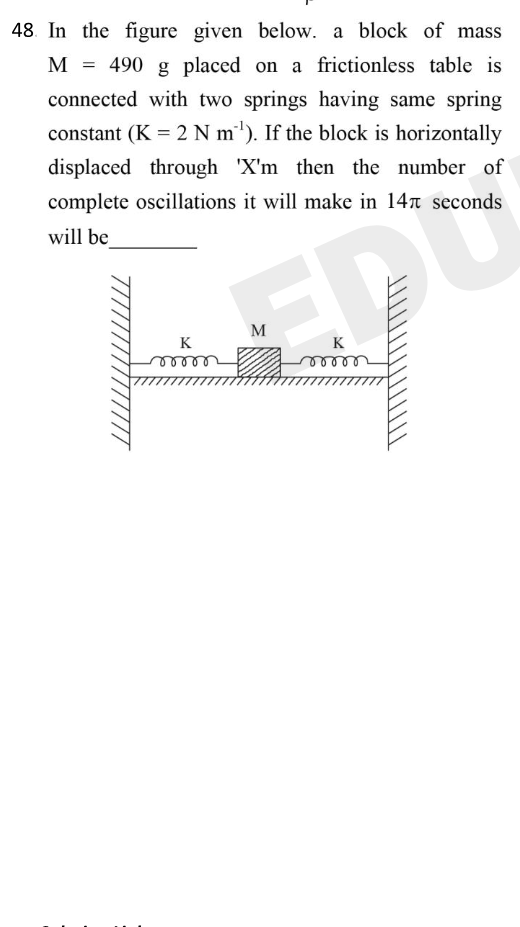 48. In the figure given below. a block of mass
M = 490 g placed on a frictionless table is
connected with two springs having same spring
constant (K = 2 N m⁻¹). If the block is horizontally
displaced through 'X'm then the number of
complete oscillations it will make in 14π seconds
will be_________
M
K K
EDU